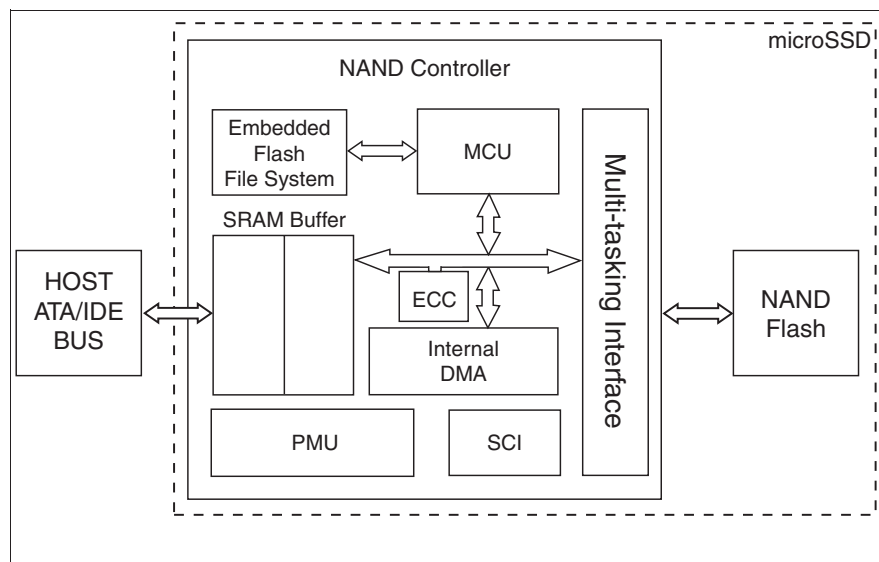 microSSD
NAND Controller
Embedded
Flash
File System
MCU
SRAM Buffer
HOST
ATA/IDE
BUS
ECC
Internal
DMA
PMU
SCI
Multi-tasking Interface
NAND
Flash